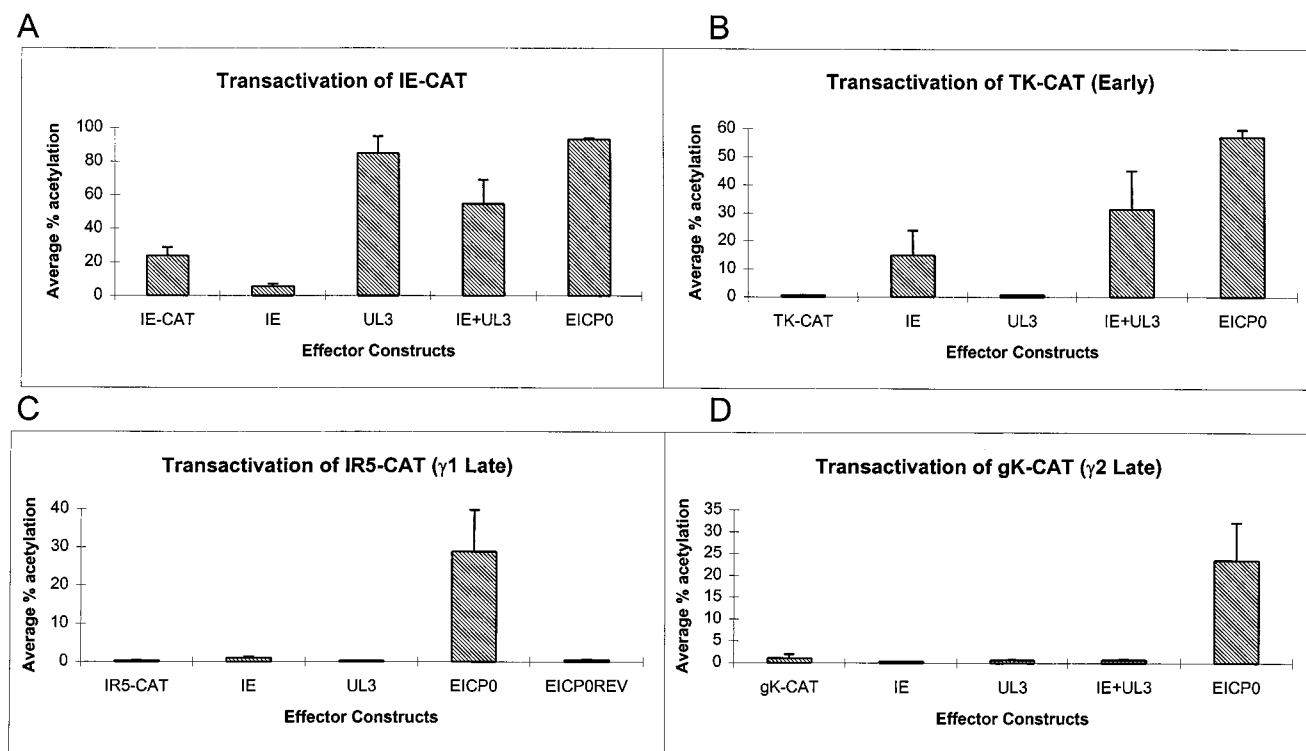 A
Transactivation of IE-CAT
Average % acetylation
100
80
60
40
20
0
IE-CAT IE UL3 IE+UL3 EICP0
Effector Constructs
B
Transactivation of TK-CAT (Early)
Average % acetylation
60
50
40
30
20
10
0
TK-CAT IE UL3 IE+UL3 EICP0
Effector Constructs
C
Transactivation of IR5-CAT (γ1 Late)
Average % acetylation
40
30
20
10
0
IR5-CAT IE UL3 EICP0 EICP0REV
Effector Constructs
D
Transactivation of gK-CAT (γ2 Late)
Average % acetylation
35
30
25
20
15
10
5
0
gK-CAT IE UL3 IE+UL3 EICP0
Effector Constructs